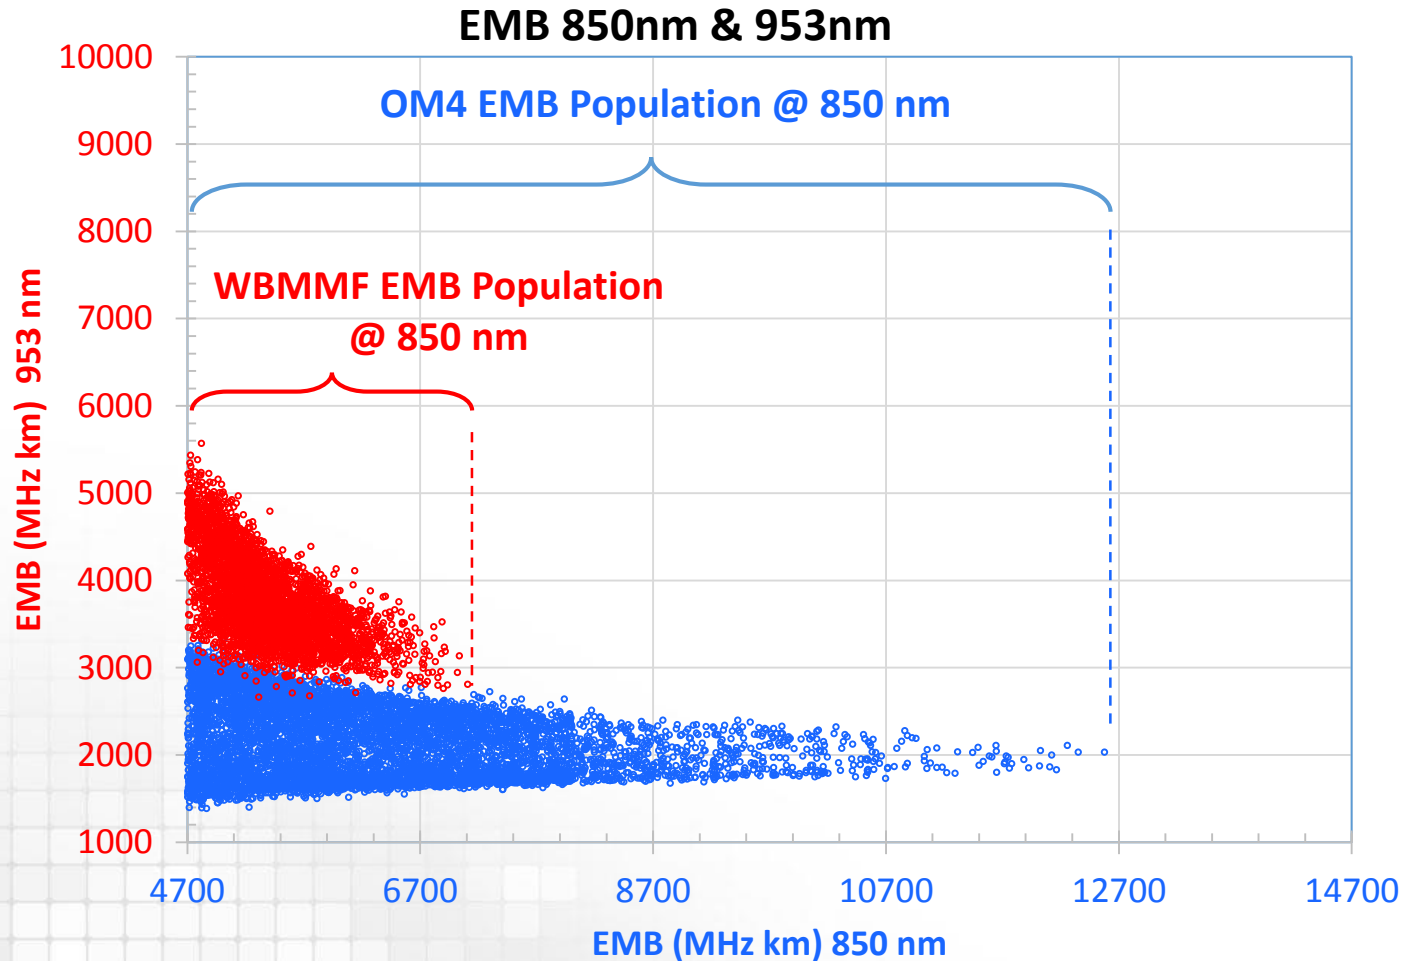 EMB 850nm & 953nm
10000
OM4 EMB Population @ 850 nm
9000
8000
WBMMF EMB Population
@ 850 nm
7000
6000
5000
4000
3000
2000
1000
EMB (MHz km) 953 nm
4700 6700 8700 10700 12700 14700
EMB (MHz km) 850 nm